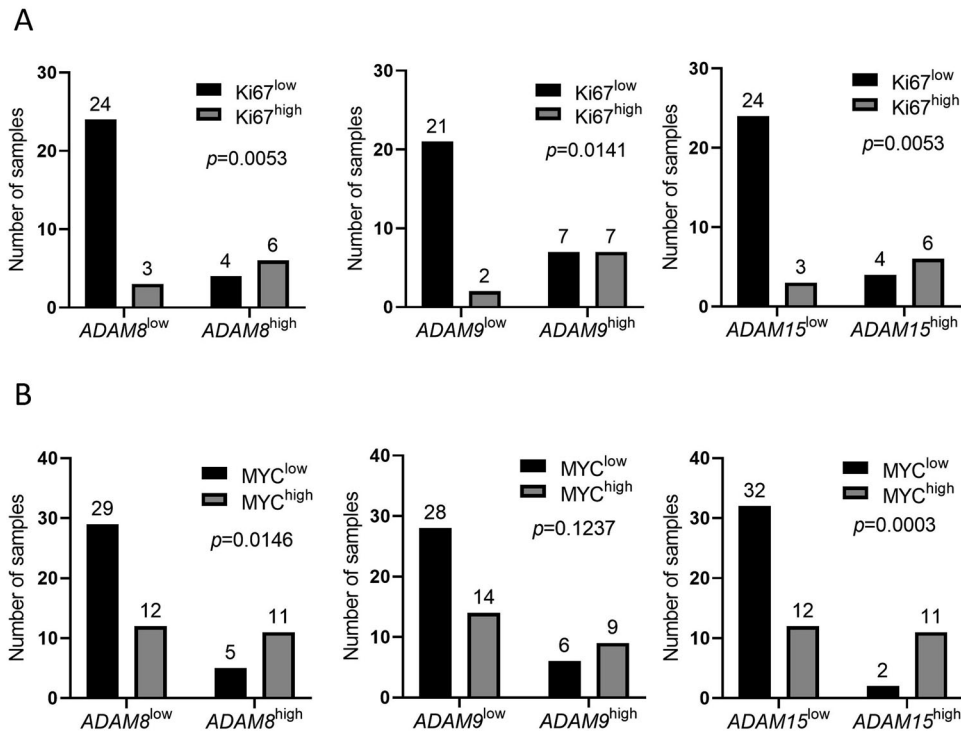 A
Number of samples
30
20
10
0
24
3
4
6
Ki67low
Ki67high
p=0.0053
ADAM8low
ADAM8high
Number of samples
30
20
10
0
21
2
7
7
Ki67low
Ki67high
p=0.0141
ADAM9low
ADAM9high
Number of samples
30
20
10
0
24
3
4
6
Ki67low
Ki67high
p=0.0053
ADAM15low
ADAM15high
B
Number of samples
40
30
20
10
0
29
12
5
11
MYClow
MYChigh
p=0.0146
ADAM8low
ADAM8high
Number of samples
40
30
20
10
0
28
14
6
9
MYClow
MYChigh
p=0.1237
ADAM9low
ADAM9high
Number of samples
40
30
20
10
0
32
12
2
11
MYClow
MYChigh
p=0.0003
ADAM15low
ADAM15high